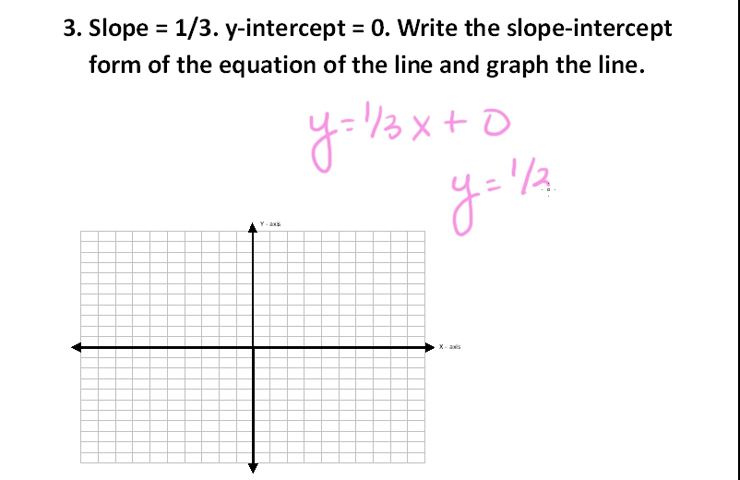 3. Slope = 1/3. y-intercept = 0. Write the slope-intercept
form of the equation of the line and graph the line.
y = 1/3 x + 0
y = 1/2
Y - axis
X - axis